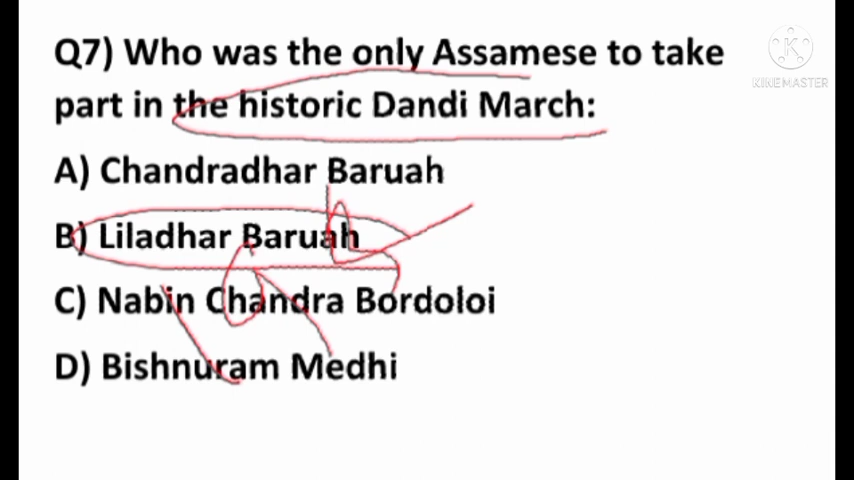 Q7) Who was the only Assamese to take
part in the historic Dandi March:
A) Chandradhar Baruah
B) Liladhar Baruah
C) Nabin Chandra Bordoloi
D) Bishnuram Medhi
K
KINEMASTER